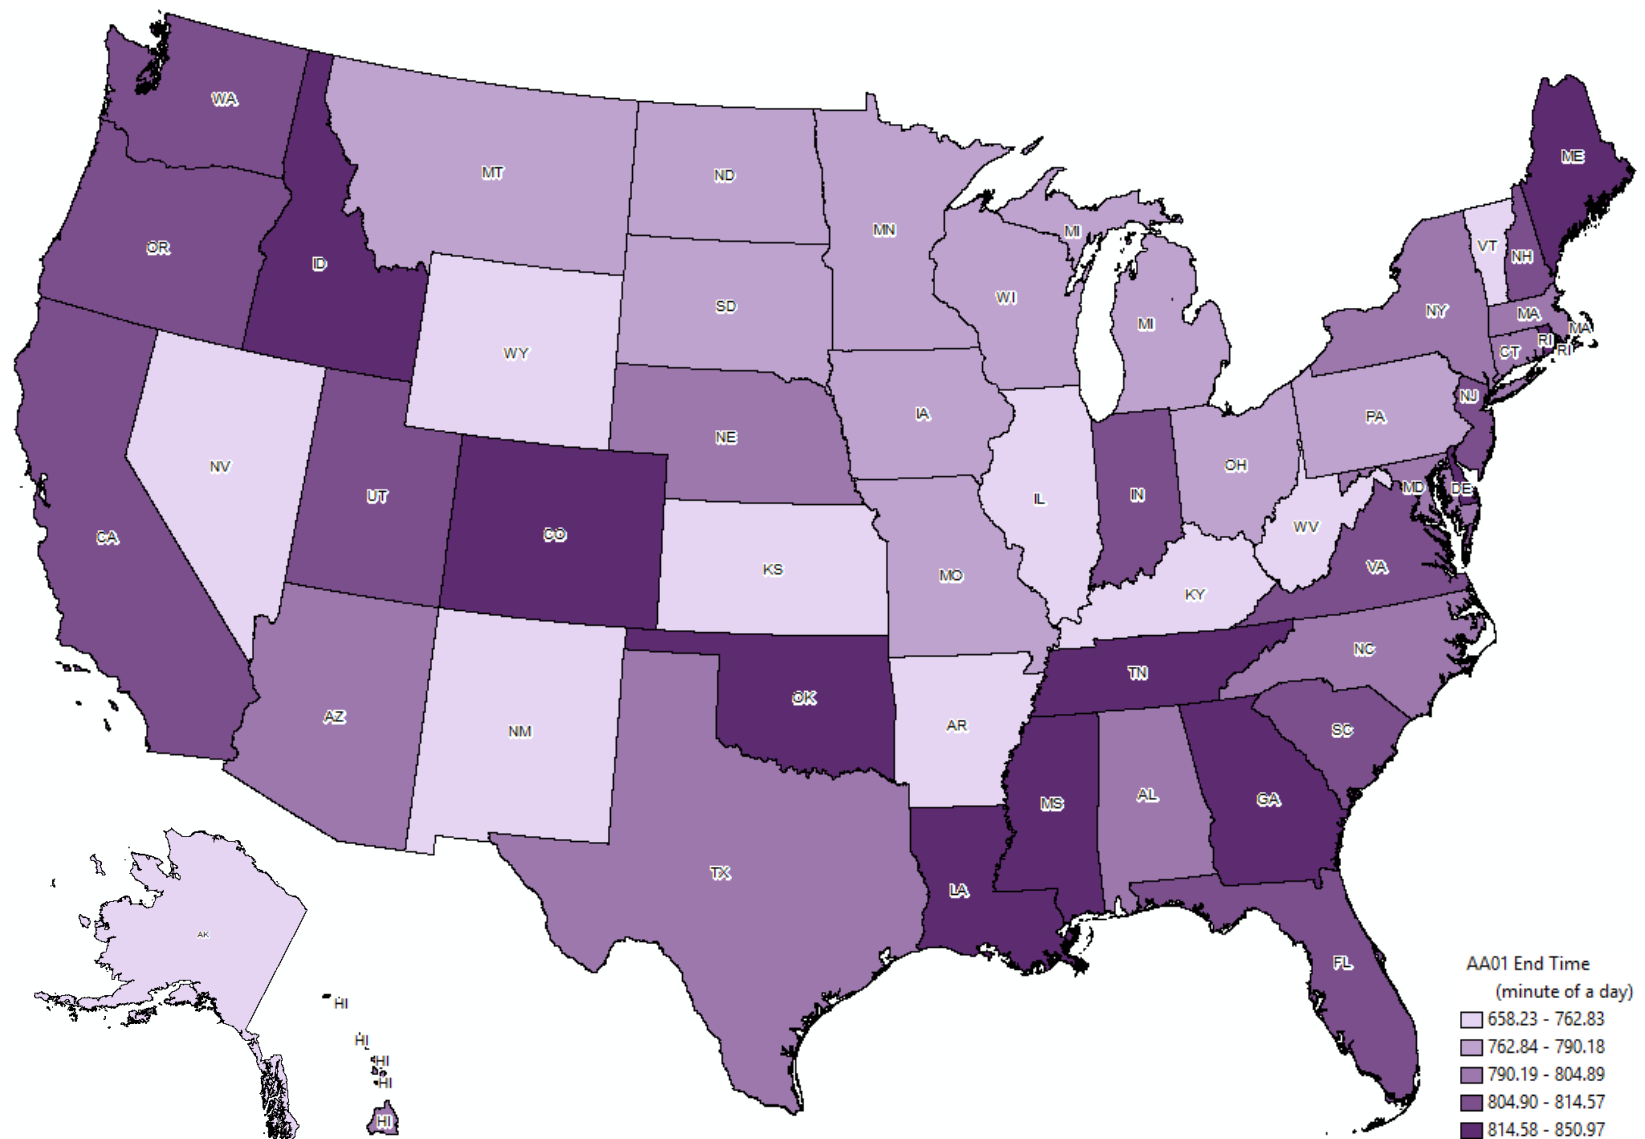 WA
ME
MT
ND
MN
MI
VT
NH
OR
ID
SD
WI
MI
NY
MA
MA
WY
CT
RI
RI
IA
NJ
NE
PA
NV
UT
OH
IL
IN
MD
DE
CO
WV
CA
KS
MO
VA
KY
NC
TN
OK
AZ
NM
AR
SC
MS
AL
GA
TX
LA
AK
FL
HI
HI
HI
HI
HI
AA01 End Time
(minute of a day)
658.23 - 762.83
762.84 - 790.18
790.19 - 804.89
804.90 - 814.57
814.58 - 850.97